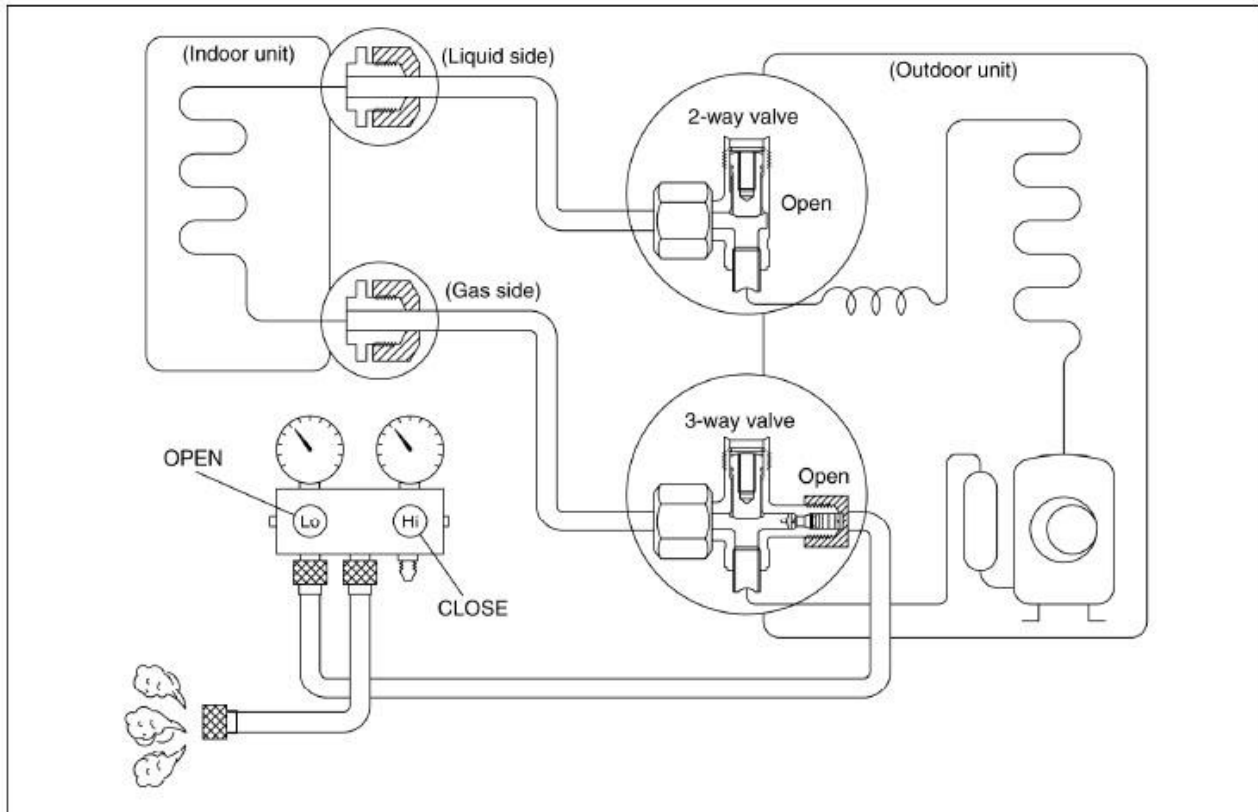 (Indoor unit)
(Liquid side)
(Outdoor unit)
2-way valve
Open
(Gas side)
3-way valve
Open
OPEN
Lo
Hi
CLOSE